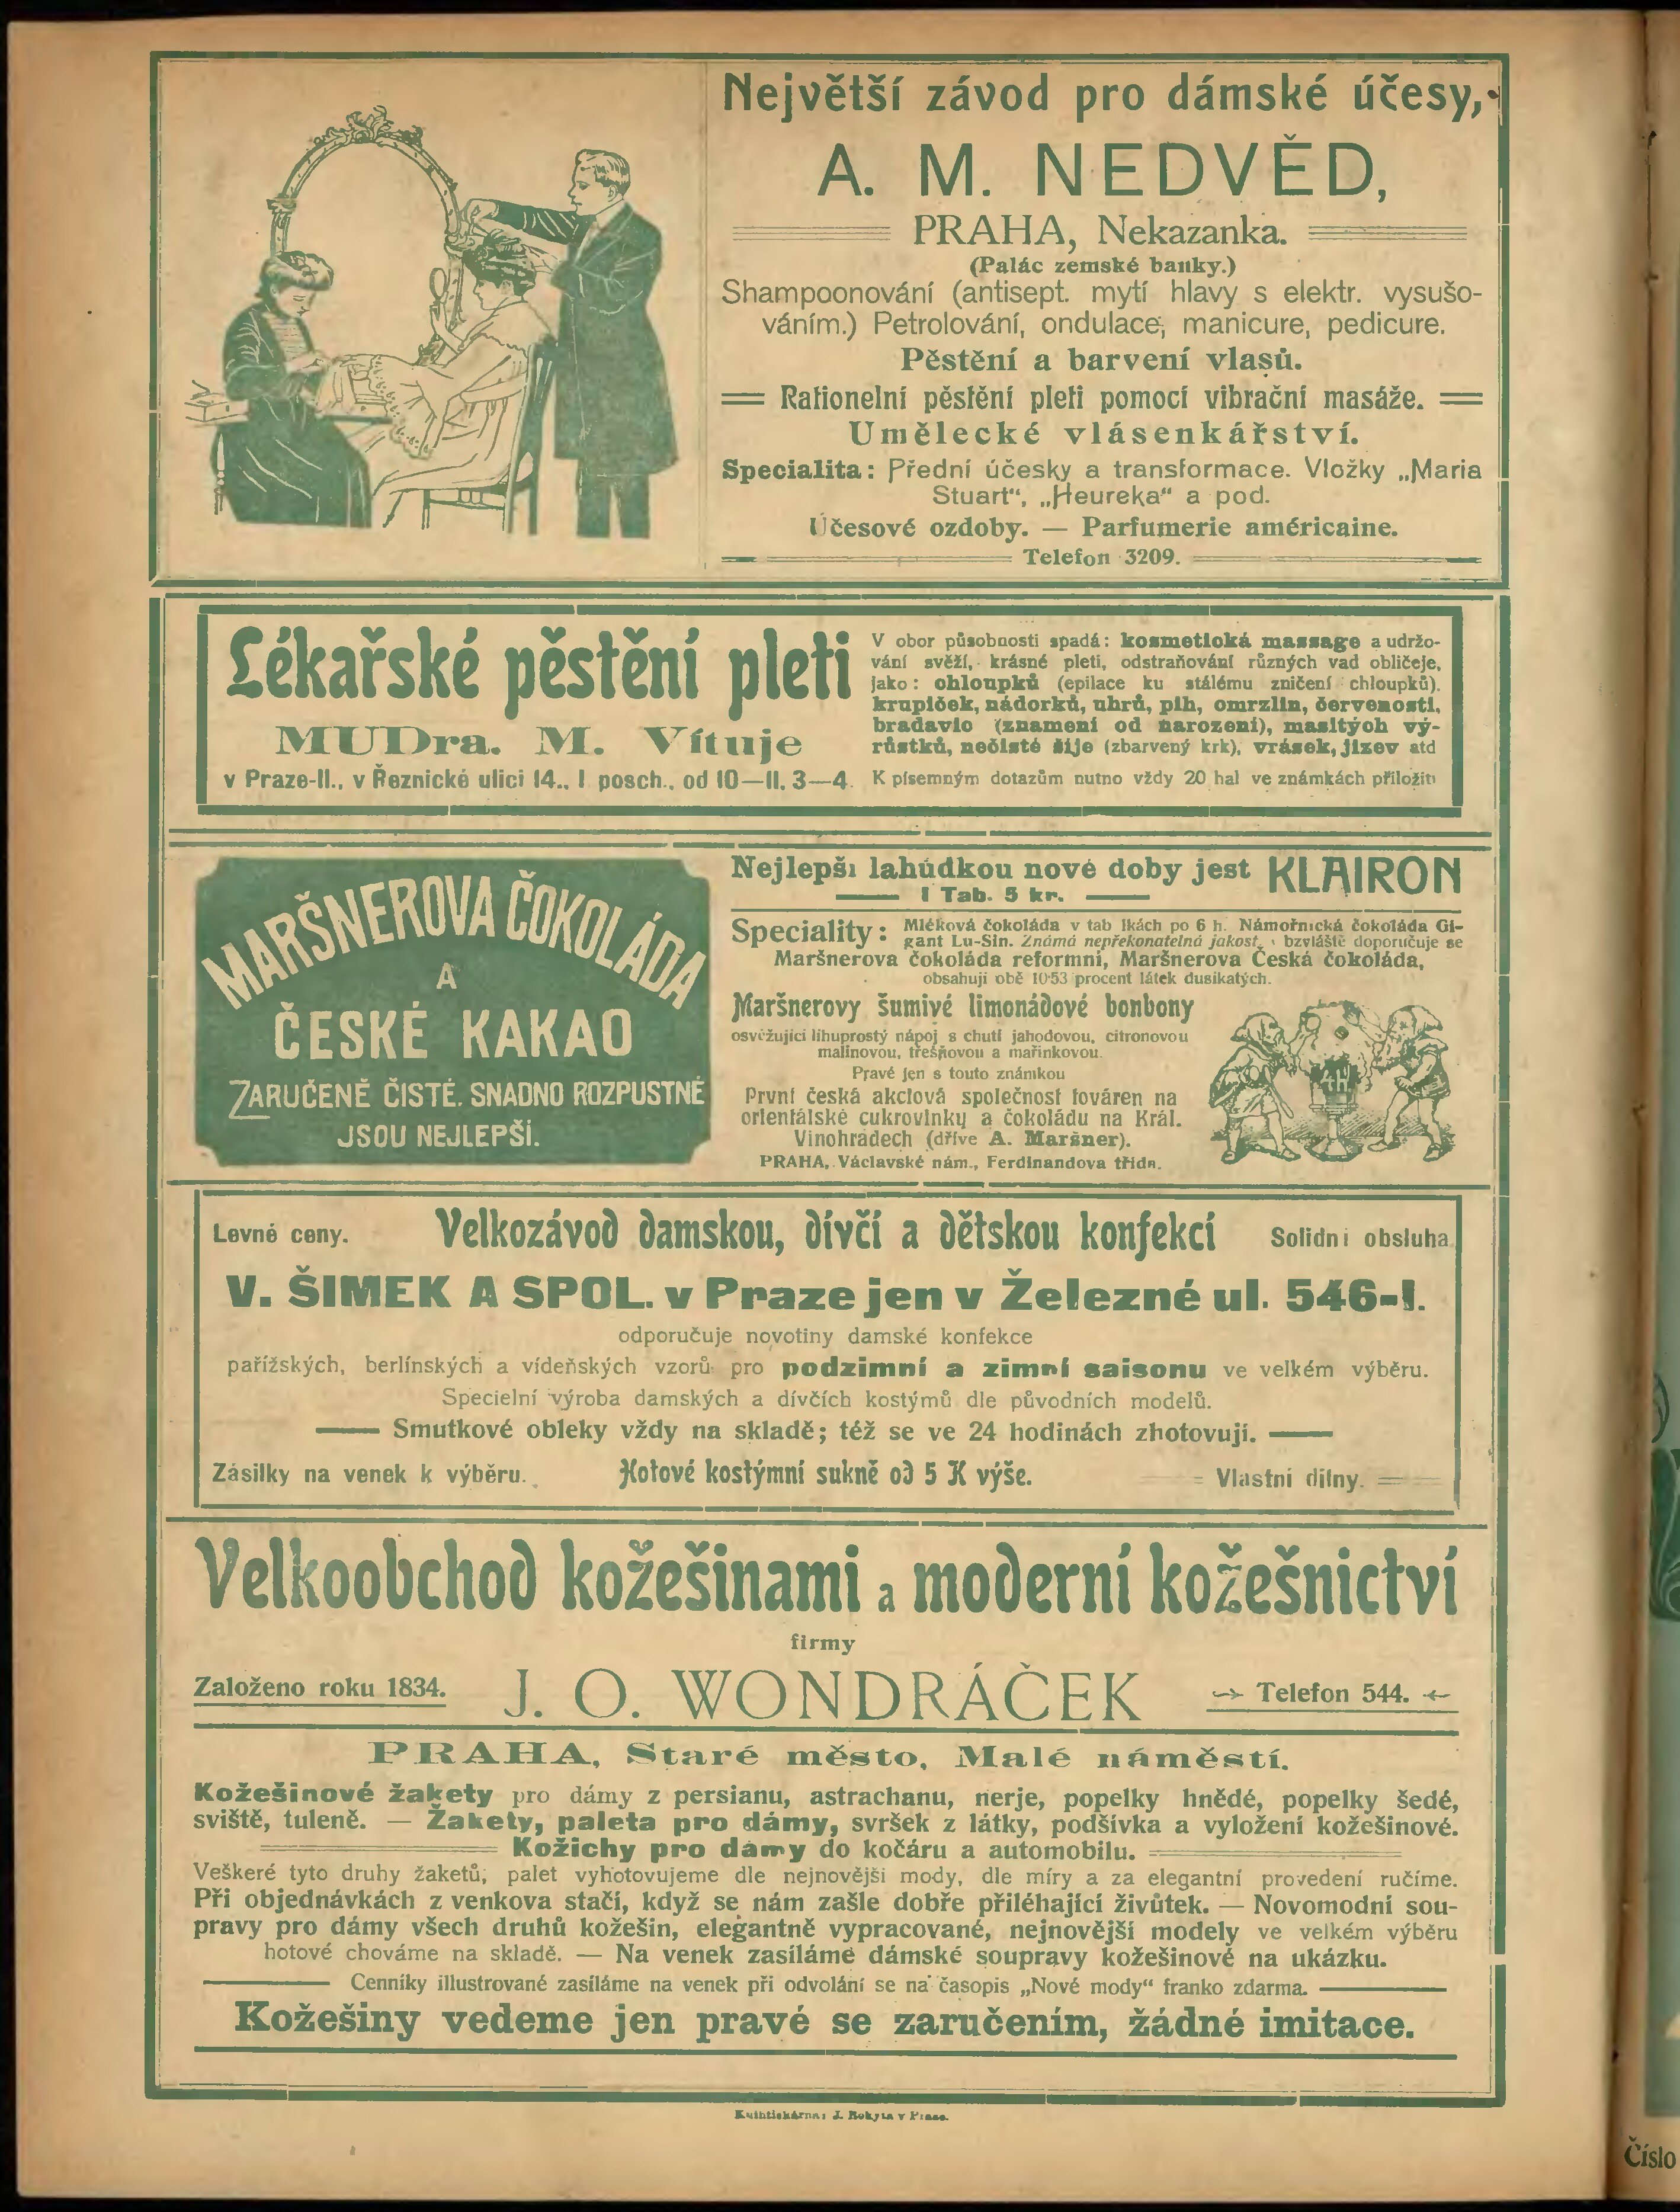 Největší závod pro dámské účesy,
A. M. NEDVĚD,
PRAHA, Nekazanka.
(Palác zemské banky.)
Shampoonování (antisept. mytí hlavy s elektr. vysušo-
váním.) Petrolování, ondulace, manicure, pedicure.
Pěstění a barvení vlasů.
Rationelní pěstění pleti pomocí vibrační masáže.
Umělecké vlásenkářství.
Specialita: Přední účesky a transformace. Vložky „Maria
Stuart“, „Heureka“ a pod.
Účesové ozdoby. — Parfumerie américaine.
Telefon 3209.
Lékařské pěstění pleti
MUDra. M. Vítuje
v Praze-II., v Řeznické ulici 14., I. posch., od 10—11, 3—4.
V obor působnosti spadá: kosmetická massage a udržo-
vání svěží, krásné pleti, odstraňování různých vad obličeje,
jako: chloupků (epilace ku stálému zničení chloupků),
krupiček, nádorků, uhrů, pih, omrzlin, červenosti,
bradavic (znamení od narození), masitých vý-
růstků, nečisté šije (zbarvený krk), vrásek, jizev atd
K písemným dotazům nutno vždy 20 hal ve známkách přiložiti
MARŠNEROVA ČOKOLÁDA
A
ČESKÉ KAKAO
ZARUČENĚ ČISTÉ, SNADNO ROZPUSTNÉ
JSOU NEJLEPŠÍ.
Nejlepší lahůdkou nové doby jest KLAIRON
1 Tab. 5 kr.
Speciality: Mléková čokoláda v tab lkách po 6 h. Námořnická čokoláda Gi-
gant Lu-Sin. Známá nepřekonatelná jakost, bzvláště doporučuje se
Maršnerova čokoláda reformní, Maršnerova Česká čokoláda,
obsahují obě 10·53 procent látek dusikatých.
Maršnerovy šumivé limonádové bonbony
osvěžující lihuprostý nápoj s chutí jahodovou, citronovou
malinovou, třešňovou a mařinkovou.
Pravé jen s touto známkou
4H
První česká akciová společnost továren na
orientálské cukrovinky a čokoládu na Král.
Vinohradech (dříve A. Maršner).
PRAHA, Václavské nám., Ferdinandova třída.
Levné ceny. Velkozávod damskou, dívčí a dětskou konfekcí Solidní obsluha
V. ŠIMEK A SPOL. v Praze jen v Železné ul. 546-I.
odporučuje novotiny damské konfekce
pařížských, berlínských a vídeňských vzorů pro podzimní a zimní saisonu ve velkém výběru.
Specielní výroba damských a dívčích kostýmů dle původních modelů.
Smutkové obleky vždy na skladě; též se ve 24 hodinách zhotovují.
Zásilky na venek k výběru. Hotové kostýmní sukně od 5 K výše. Vlastní dílny.
Velkoobchod kožešinami a moderní kožešnictví
firmy
Založeno roku 1834. J. O. WONDRÁČEK Telefon 544.
PRAHA, Staré město, Malé náměstí.
Kožešinové žakety pro dámy z persianu, astrachanu, nerje, popelky hnědé, popelky šedé,
sviště, tuleně. — Žakety, paleta pro dámy, svršek z látky, podšívka a vyložení kožešinové.
Kožichy pro dámy do kočáru a automobilu.
Veškeré tyto druhy žaketů, palet vyhotovujeme dle nejnovější mody, dle míry a za elegantní provedení ručíme.
Při objednávkách z venkova stačí, když se nám zašle dobře přiléhající živůtek. — Novomodní sou-
pravy pro dámy všech druhů kožešin, elegantně vypracované, nejnovější modely ve velkém výběru
hotové chováme na skladě. — Na venek zasíláme dámské soupravy kožešinové na ukázku.
Cenníky illustrované zasíláme na venek při odvolání se na časopis „Nové mody“ franko zdarma.
Kožešiny vedeme jen pravé se zaručením, žádné imitace.
Knihtiskárna: J. Rokyta v Praze.
Číslo